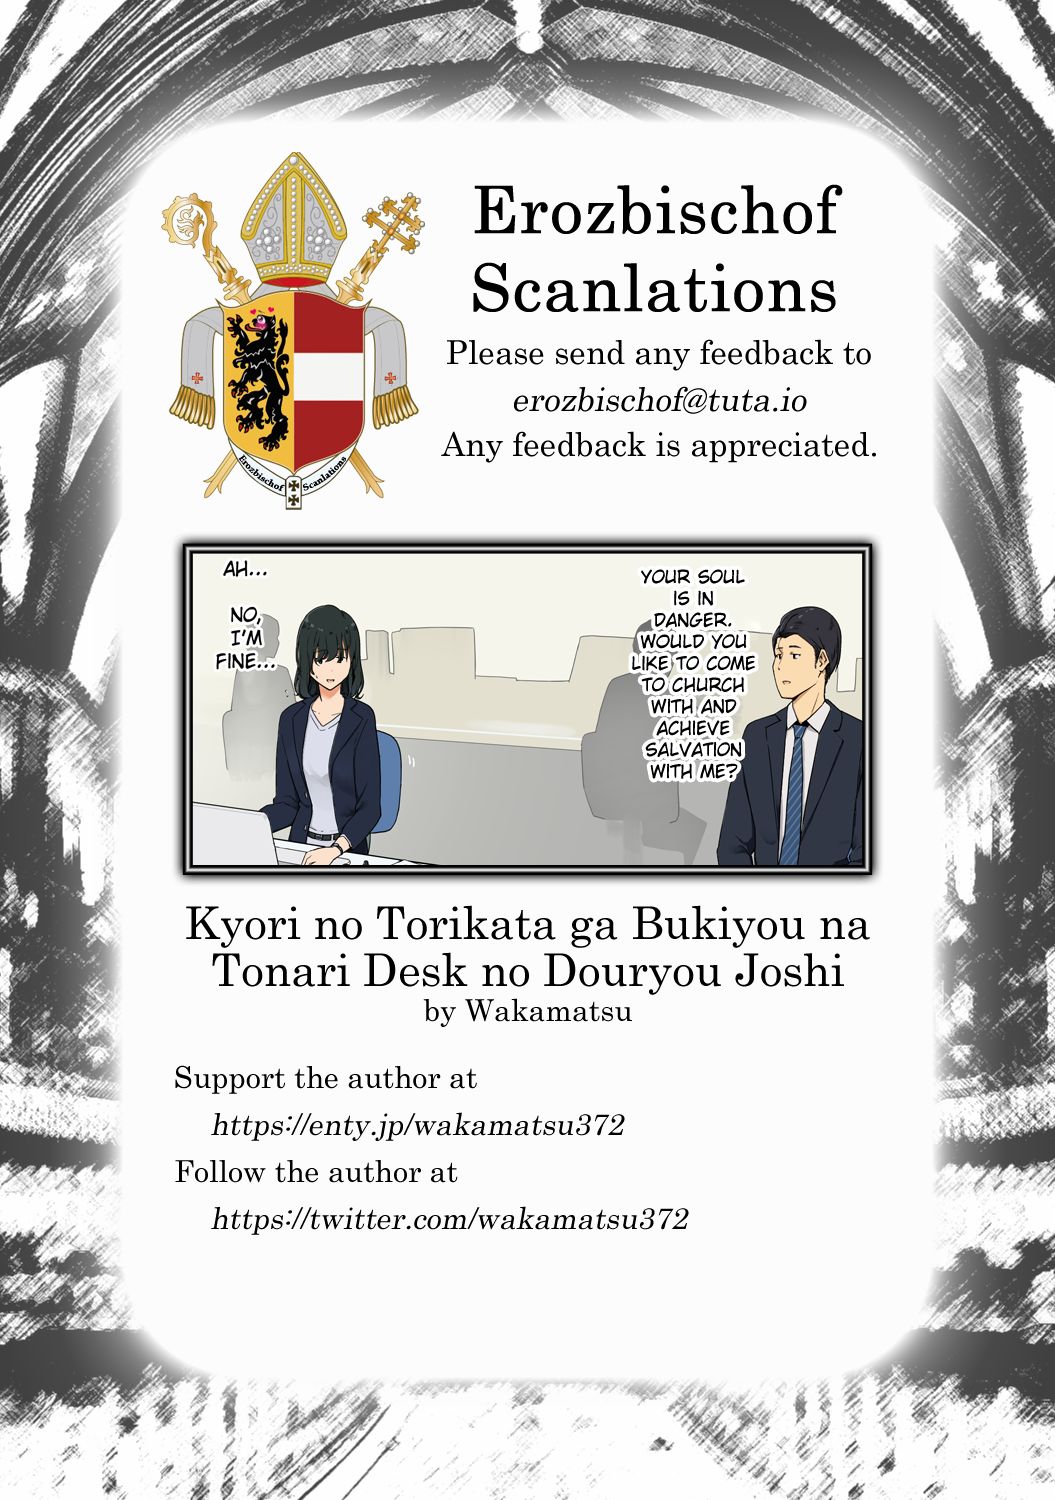 Erozbischof
Scanlations
Please send any feedback to
erozbischof@tuta.io
Any feedback is appreciated.
Erozbischof
Scanlations
AH...
NO,
I'M
FINE...
YOUR SOUL
IS IN
DANGER.
WOULD YOU
LIKE TO COME
TO CHURCH
WITH AND
ACHIEVE
SALVATION
WITH ME?
Kyori no Torikata ga Bukiyou na
Tonari Desk no Douryou Joshi
by Wakamatsu
Support the author at
https://enty.jp/wakamatsu372
Follow the author at
https://twitter.com/wakamatsu372